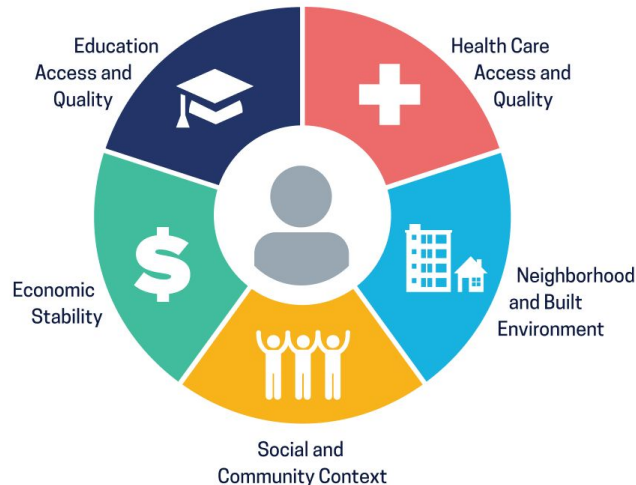 Education
Access and
Quality
Health Care
Access and
Quality
Economic
Stability
$
Neighborhood
and Built
Environment
Social and
Community Context